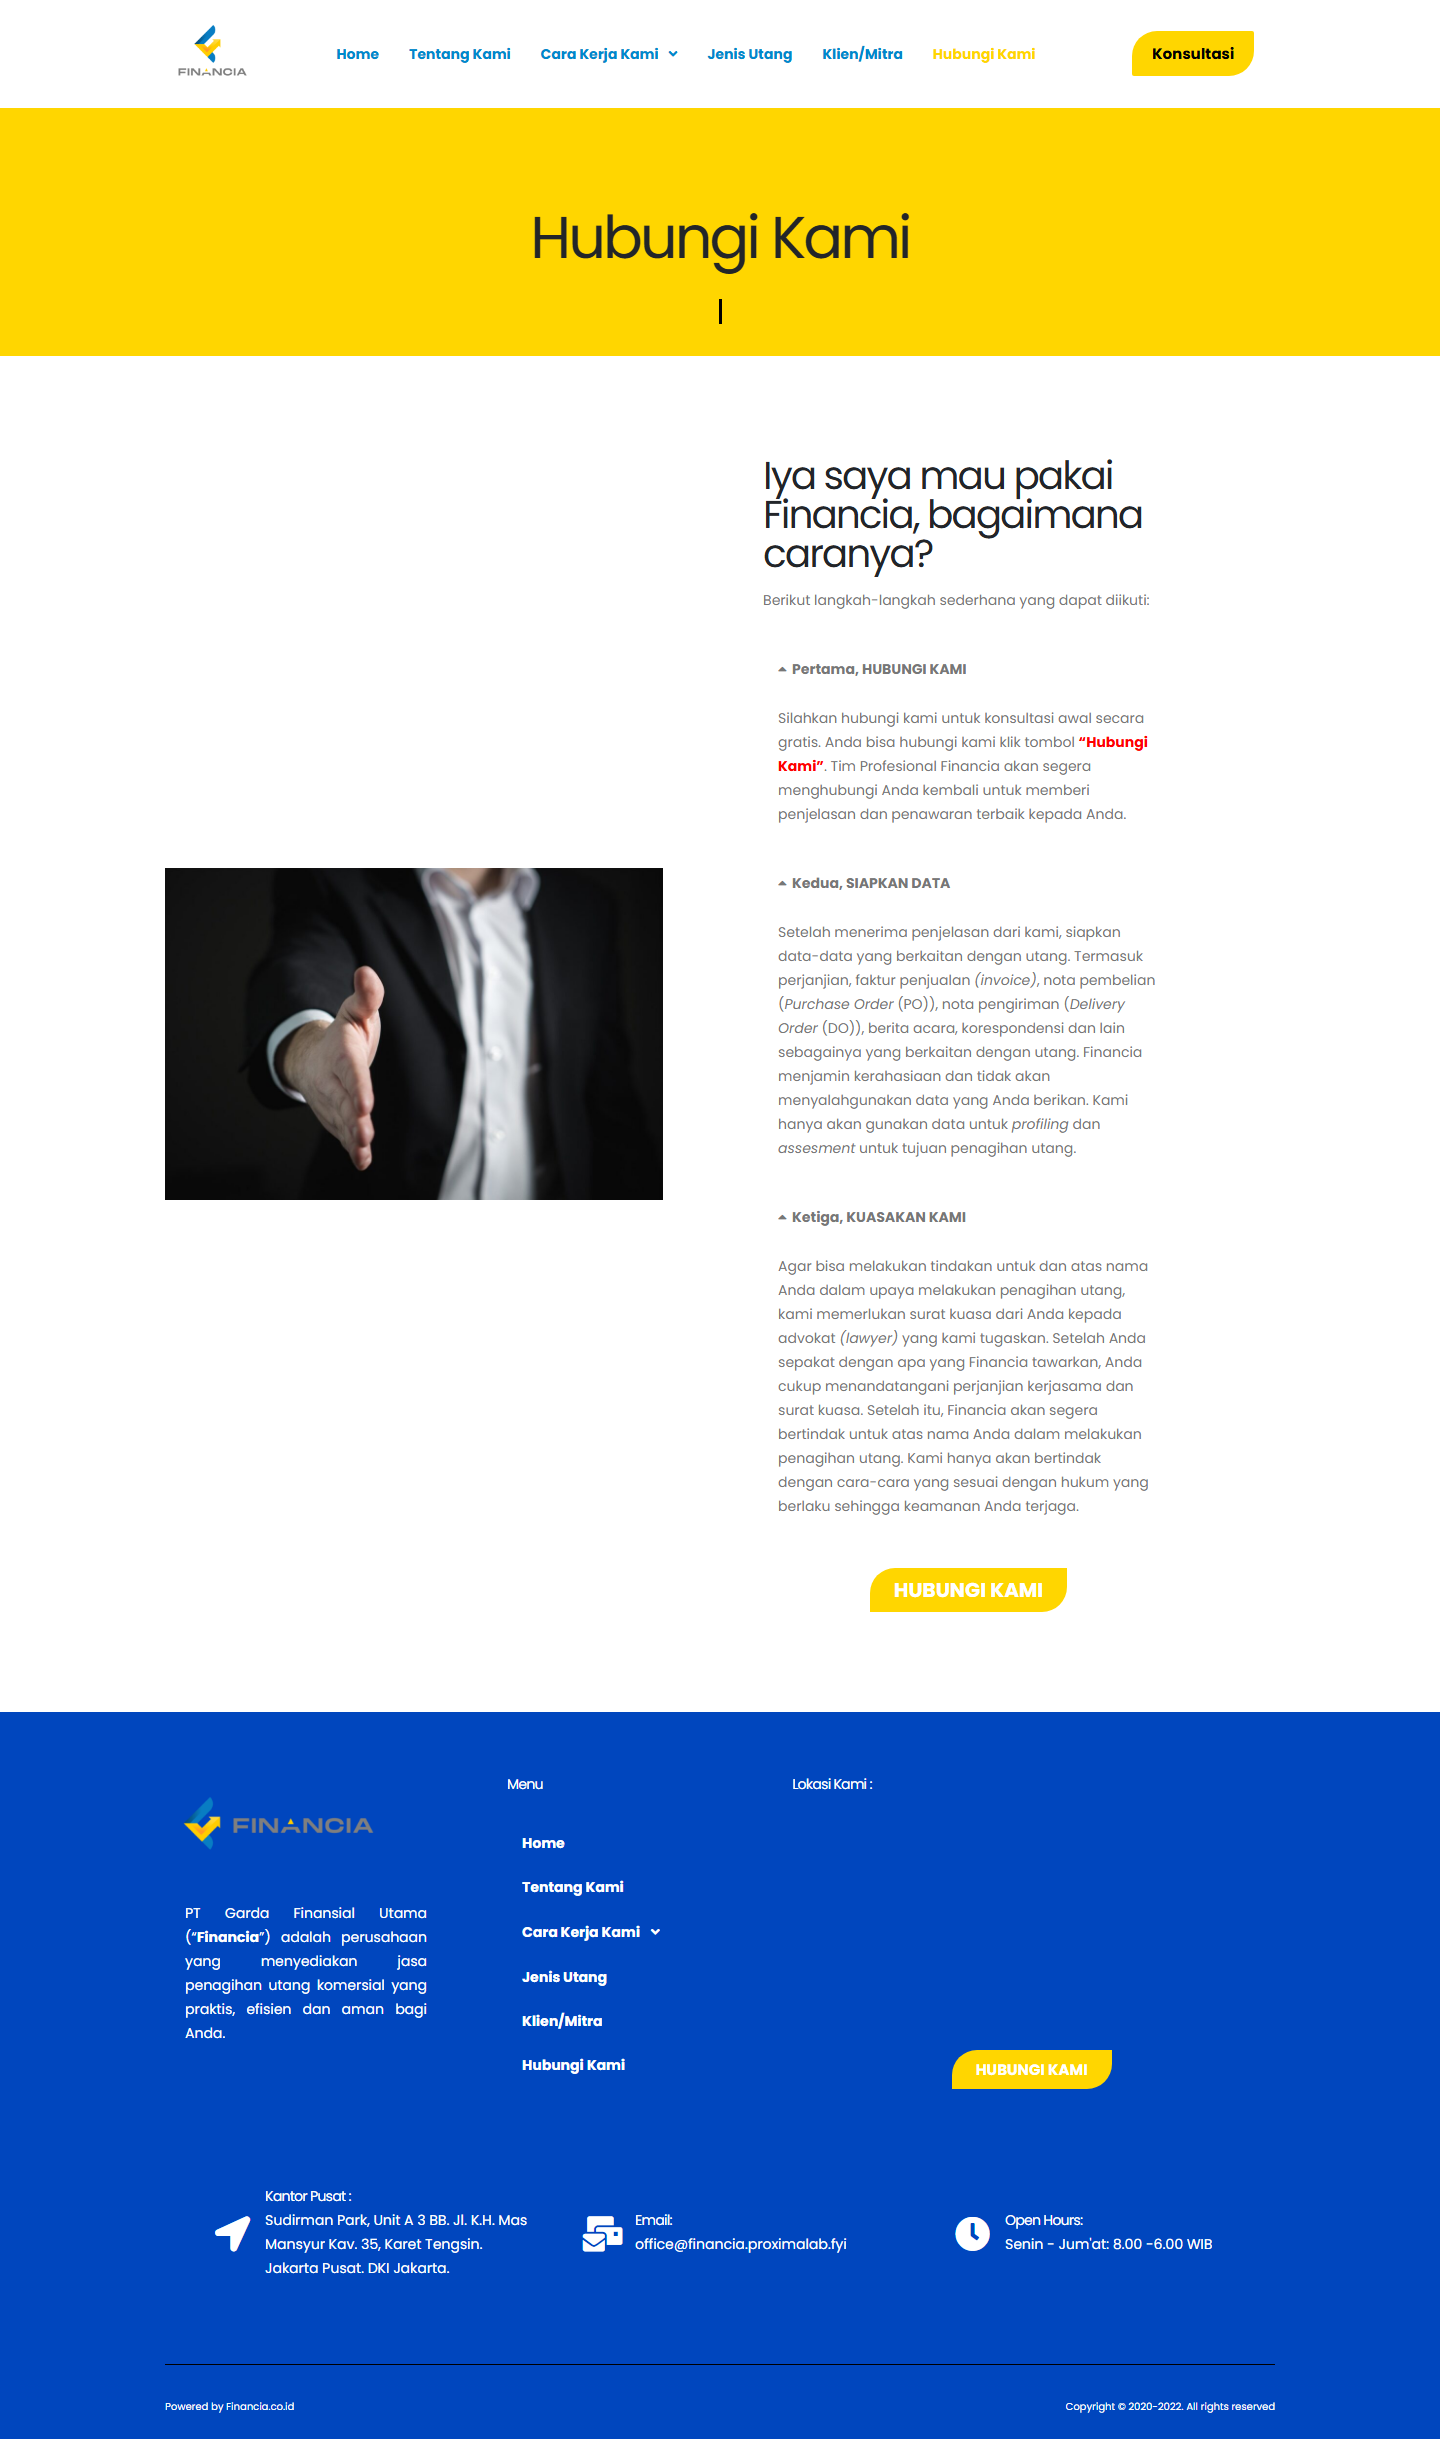 FINANCIA
Home
Tentang Kami
Cara Kerja Kami
Jenis Utang
Klien/Mitra
Hubungi Kami
Konsultasi
Hubungi Kami
Iya saya mau pakai
Financia, bagaimana
caranya?
Berikut langkah-langkah sederhana yang dapat diikuti:
Pertama, HUBUNGI KAMI
Silahkan hubungi kami untuk konsultasi awal secara
gratis. Anda bisa hubungi kami klik tombol “Hubungi
Kami”. Tim Profesional Financia akan segera
menghubungi Anda kembali untuk memberi
penjelasan dan penawaran terbaik kepada Anda.
Kedua, SIAPKAN DATA
Setelah menerima penjelasan dari kami, siapkan
data-data yang berkaitan dengan utang. Termasuk
perjanjian, faktur penjualan (invoice), nota pembelian
(Purchase Order (PO)), nota pengiriman (Delivery
Order (DO)), berita acara, korespondensi dan lain
sebagainya yang berkaitan dengan utang. Financia
menjamin kerahasiaan dan tidak akan
menyalahgunakan data yang Anda berikan. Kami
hanya akan gunakan data untuk profiling dan
assesment untuk tujuan penagihan utang.
Ketiga, KUASAKAN KAMI
Agar bisa melakukan tindakan untuk dan atas nama
Anda dalam upaya melakukan penagihan utang,
kami memerlukan surat kuasa dari Anda kepada
advokat (lawyer) yang kami tugaskan. Setelah Anda
sepakat dengan apa yang Financia tawarkan, Anda
cukup menandatangani perjanjian kerjasama dan
surat kuasa. Setelah itu, Financia akan segera
bertindak untuk atas nama Anda dalam melakukan
penagihan utang. Kami hanya akan bertindak
dengan cara-cara yang sesuai dengan hukum yang
berlaku sehingga keamanan Anda terjaga.
HUBUNGI KAMI
FINANCIA
PT Garda Finansial Utama
(“Financia”) adalah perusahaan
yang menyediakan jasa
penagihan utang komersial yang
praktis, efisien dan aman bagi
Anda.
Menu
Home
Tentang Kami
Cara Kerja Kami
Jenis Utang
Klien/Mitra
Hubungi Kami
Lokasi Kami :
HUBUNGI KAMI
Kantor Pusat :
Sudirman Park, Unit A 3 BB. Jl. K.H. Mas
Mansyur Kav. 35, Karet Tengsin.
Jakarta Pusat. DKI Jakarta.
Email:
office@financia.proximalab.fyi
Open Hours:
Senin - Jum'at: 8.00 -6.00 WIB
Powered by Financia.co.id
Copyright © 2020-2022. All rights reserved